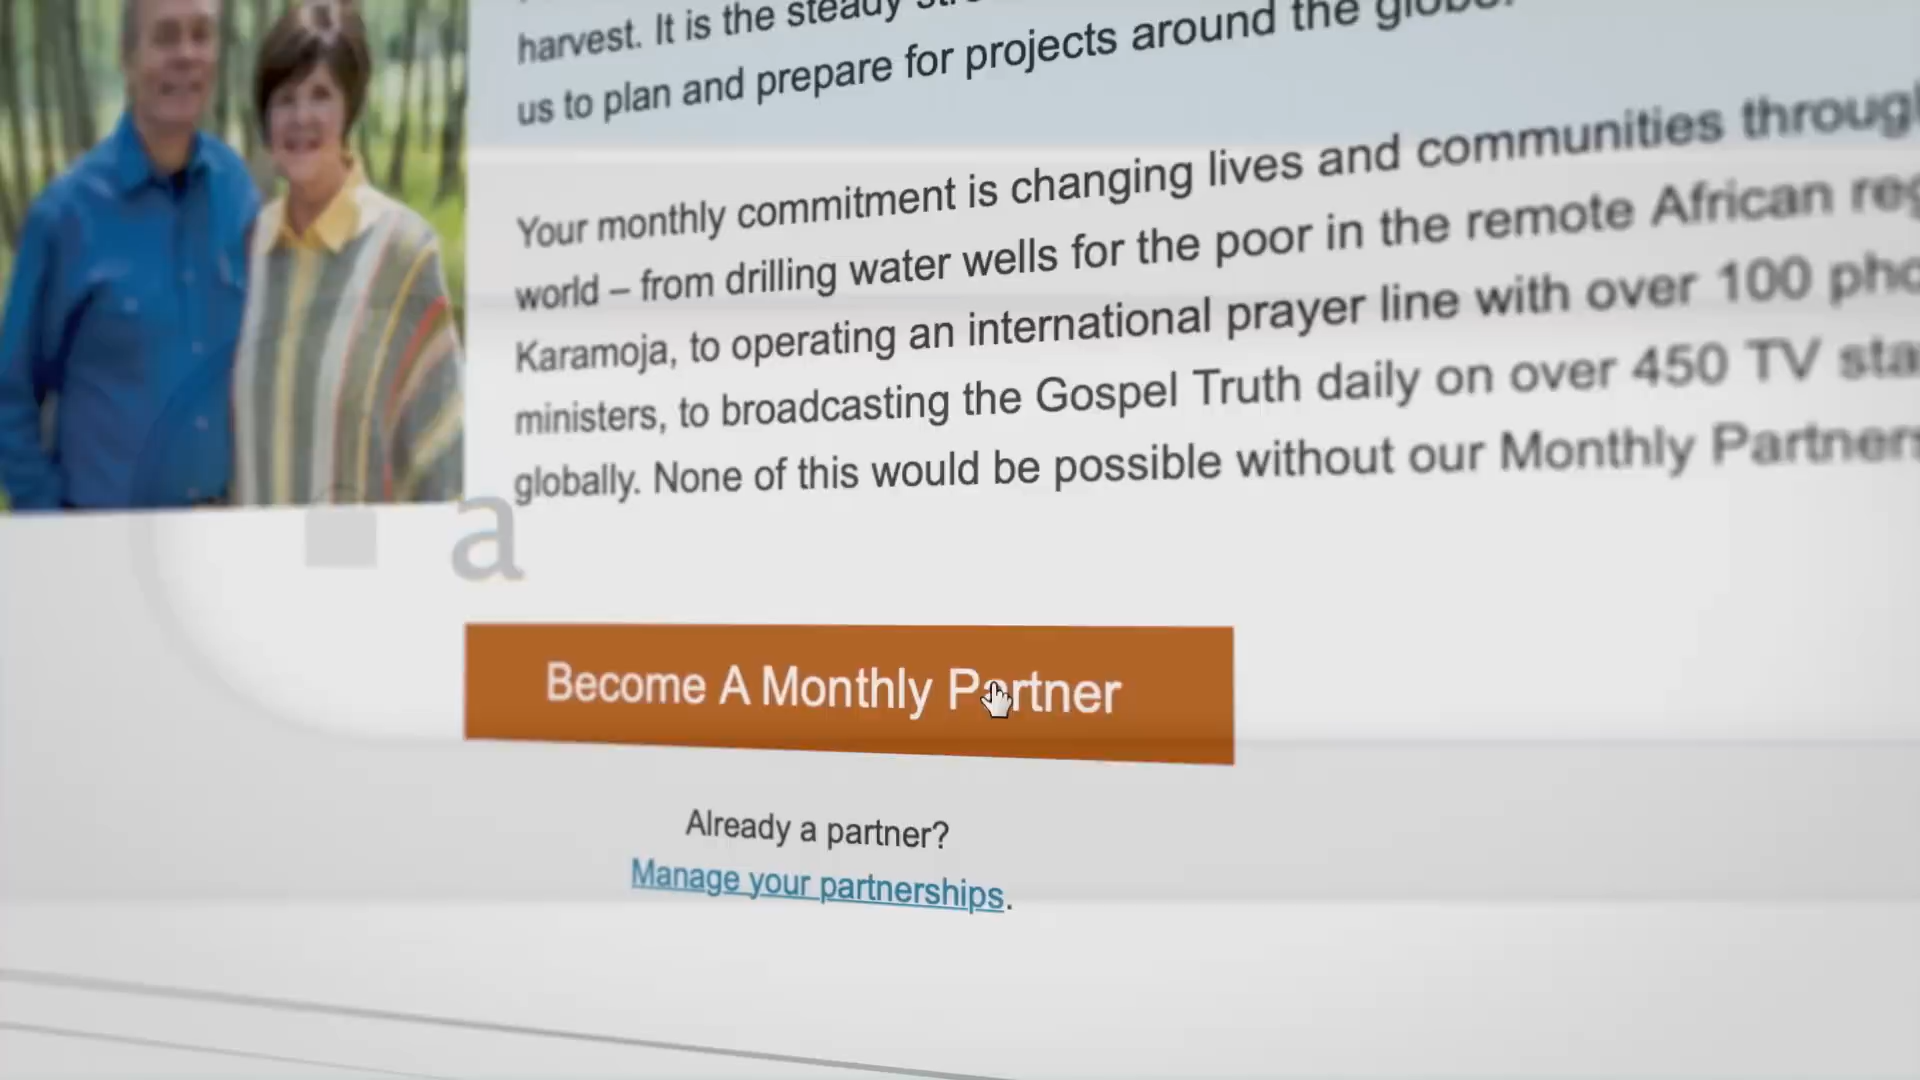 harvest. It is the steady
us to plan and prepare for projects around the globe.
Your monthly commitment is changing lives and communities
world – from drilling water wells for the poor in the remote African
Karamoja, to operating an international prayer line with over 100
ministers, to broadcasting the Gospel Truth daily on over 450 TV
globally. None of this would be possible without our Monthly Partners
a
Become A Monthly Partner
Already a partner?
Manage your partnerships.